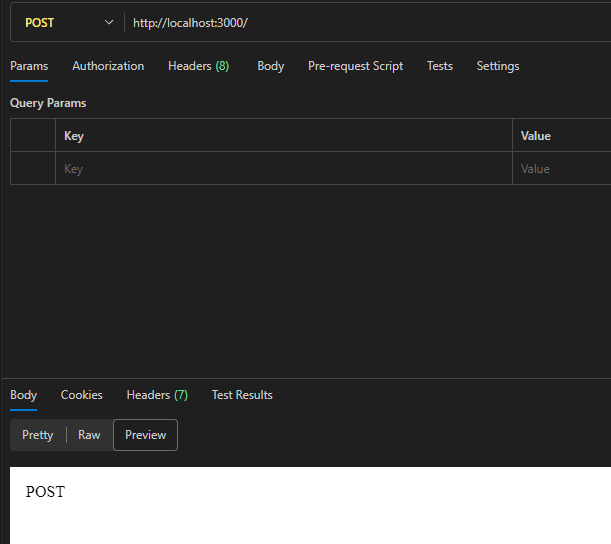 POST http://localhost:3000/
Params Authorization Headers (8) Body Pre-request Script Tests Settings
Query Params
Key Value
Key Value
Body Cookies Headers (7) Test Results
Pretty Raw Preview
POST